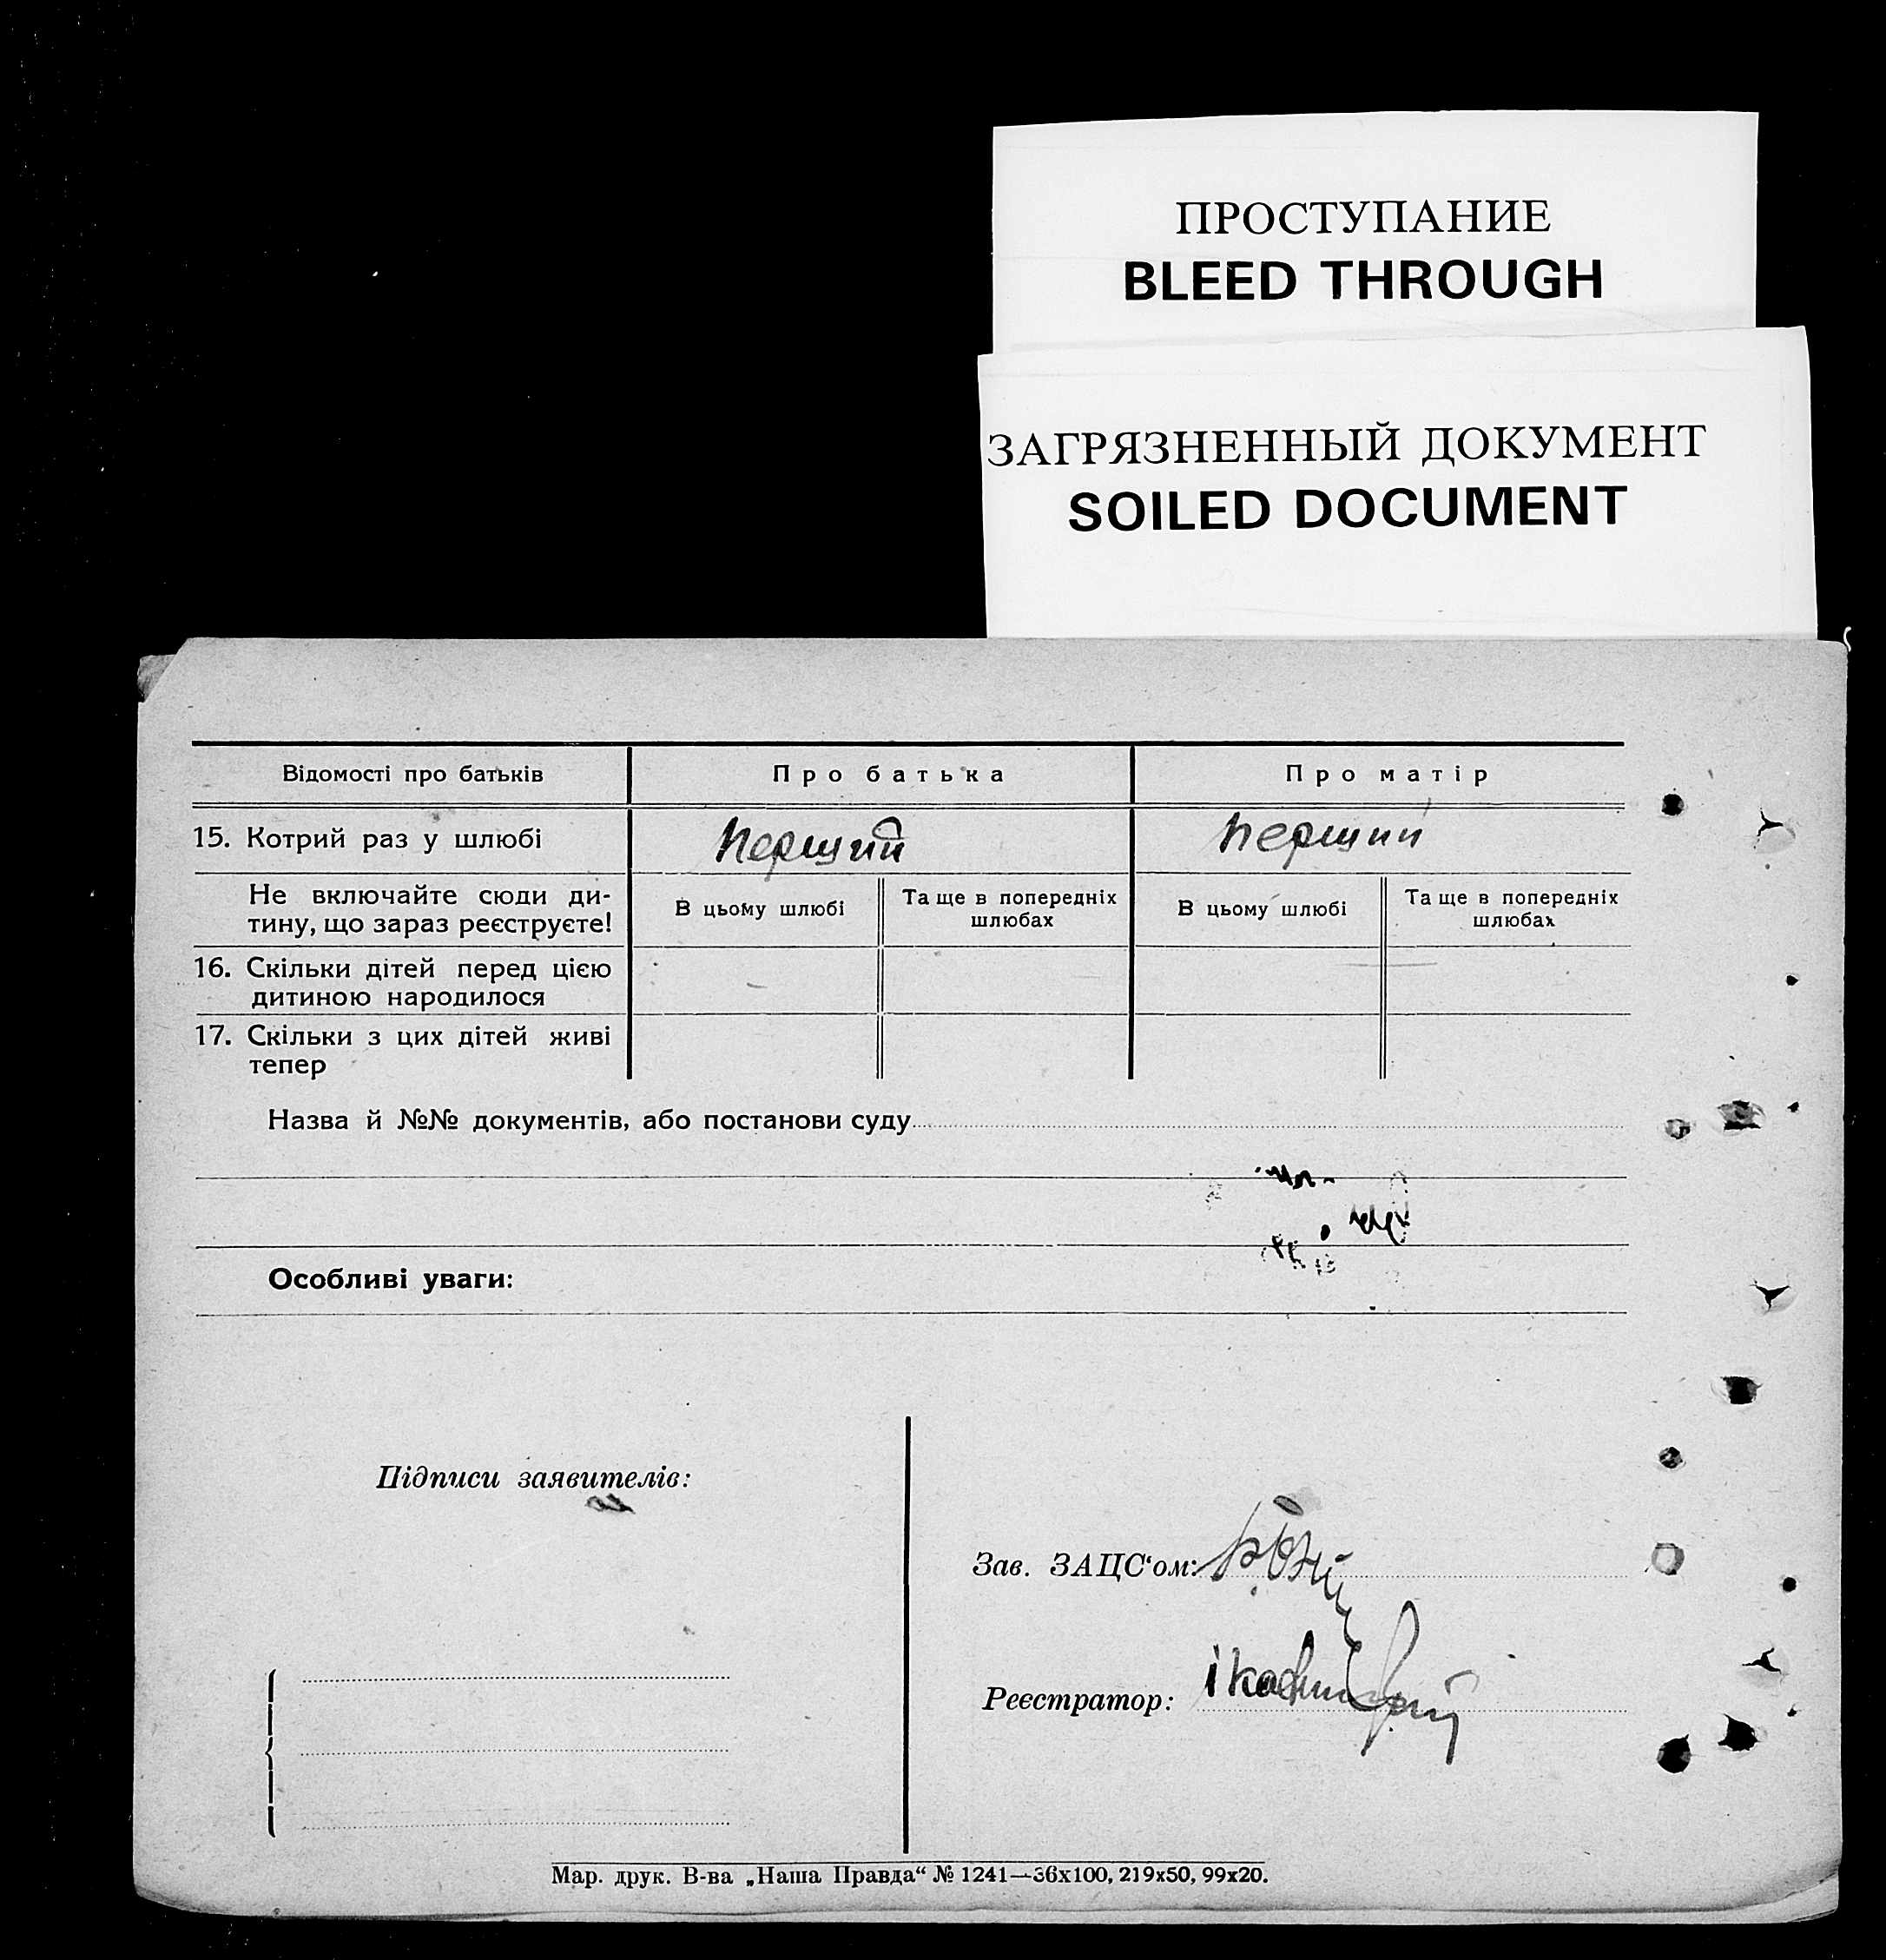 ПРОСТУПАНИЕ
BLEED THROUGH
ЗАГРЯЗНЕННЫЙ ДОКУМЕНТ
SOILED DOCUMENT
Відомості про батьків
Про батька
Про матір
15. Котрий раз у шлюбі
Перший
Перший
Не включайте сюди ди-
тину, що зараз реєструєте!
В цьому шлюбі
Та ще в попередніх
шлюбах
В цьому шлюбі
Та ще в попередніх
шлюбах
16. Скільки дітей перед цією
дитиною народилося
17. Скільки з цих дітей живі
тепер
Назва й №№ документів, або постанови суду
Особливі уваги:
Підписи заявителів:
Зав. ЗАЦС‘ом:
Реєстратор:
Мар. друк. В-ва „Наша Правда“ № 1241—36х100, 219х50, 99х20.